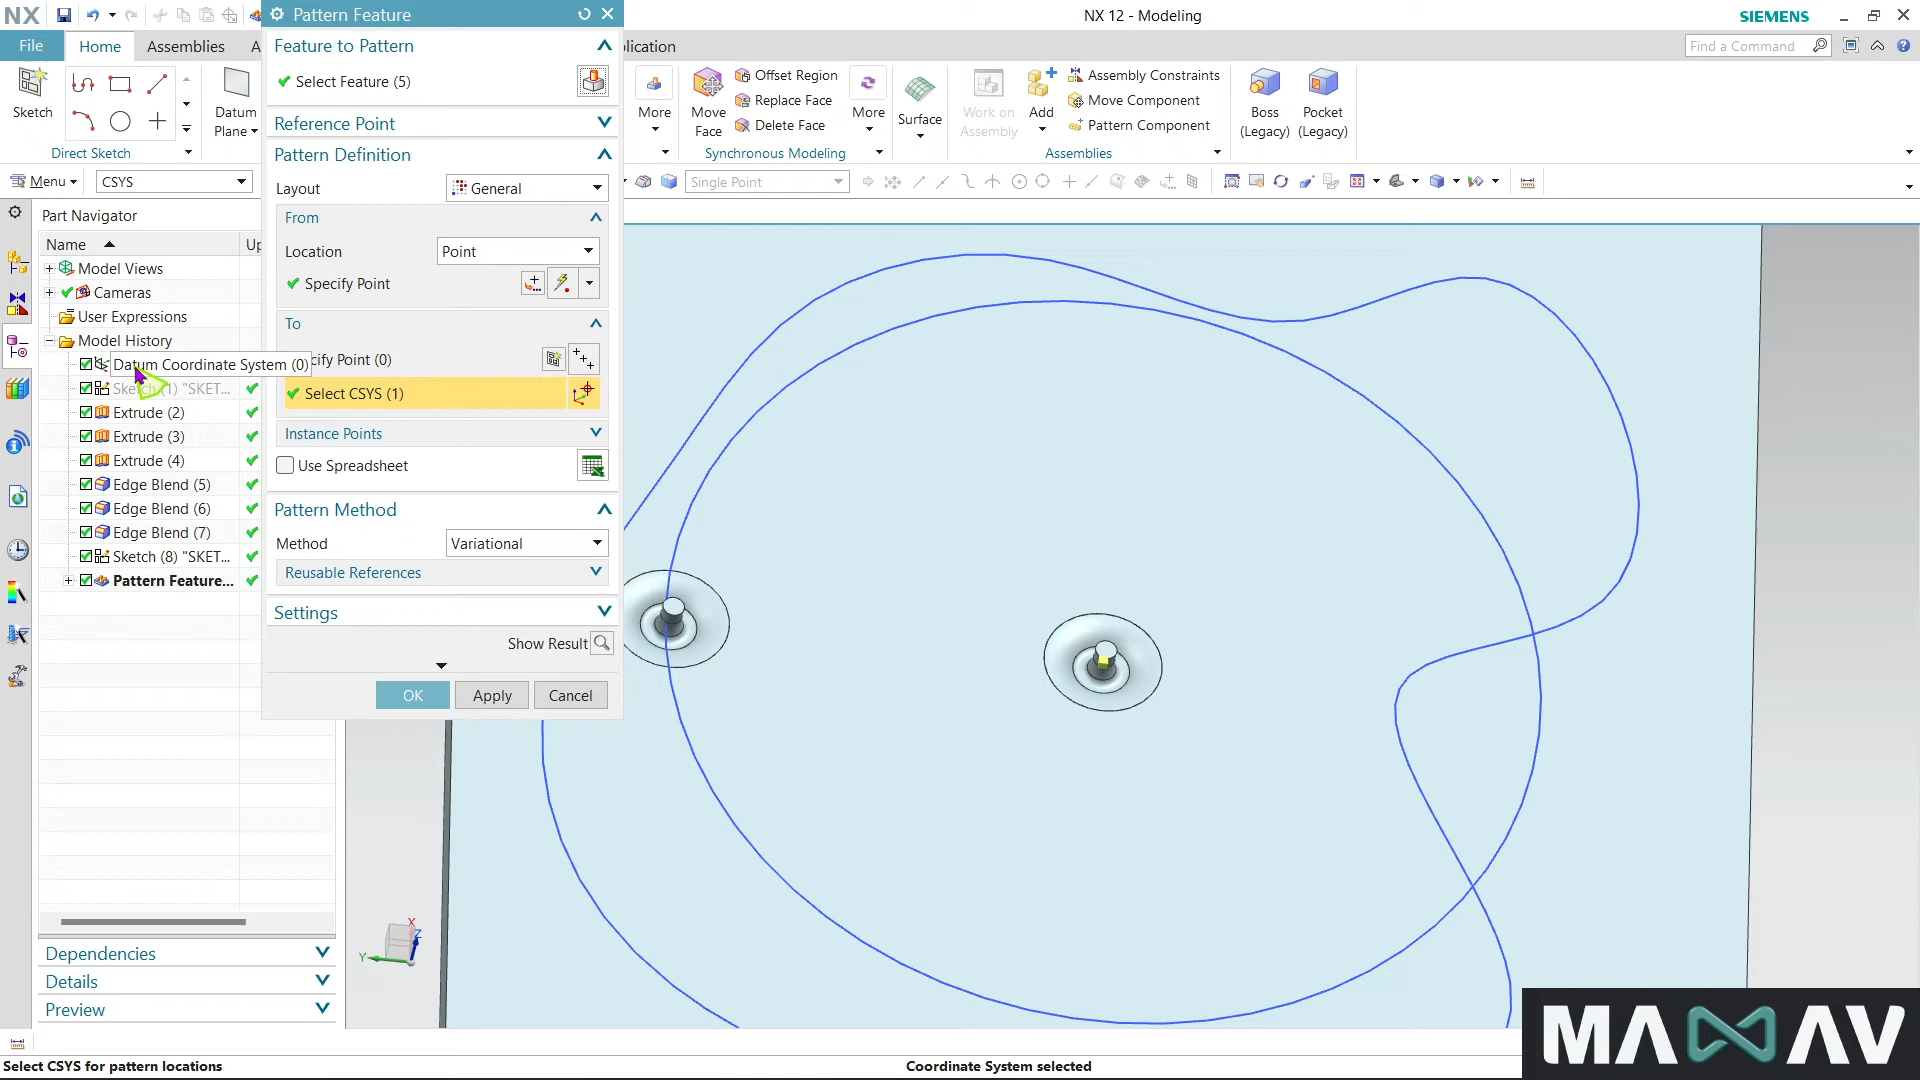 NX
Pattern Feature
NX 12 - Modeling
SIEMENS
File
Home
Assemblies
A
lication
Find a Command
Sketch
Direct Sketch
Datum
Plane
Feature to Pattern
Select Feature (5)
Reference Point
Pattern Definition
Layout
General
From
Location
Point
Specify Point
To
cify Point (0)
Select CSYS (1)
Instance Points
Use Spreadsheet
Pattern Method
Method
Variational
Reusable References
Settings
Show Result
OK
Apply
Cancel
More
Move
Face
Offset Region
Replace Face
Delete Face
More
Synchronous Modeling
Surface
Work on
Assembly
Add
Assembly Constraints
Move Component
Pattern Component
Assemblies
Boss
(Legacy)
Pocket
(Legacy)
Menu
CSYS
Single Point
Part Navigator
Name
Up
Model Views
Cameras
User Expressions
Model History
Datum Coordinate System (0)
Sketch (1) "SKET...
Extrude (2)
Extrude (3)
Extrude (4)
Edge Blend (5)
Edge Blend (6)
Edge Blend (7)
Sketch (8) "SKET...
Pattern Feature...
X
Z
Y
Dependencies
Details
Preview
MANAV
Select CSYS for pattern locations
Coordinate System selected